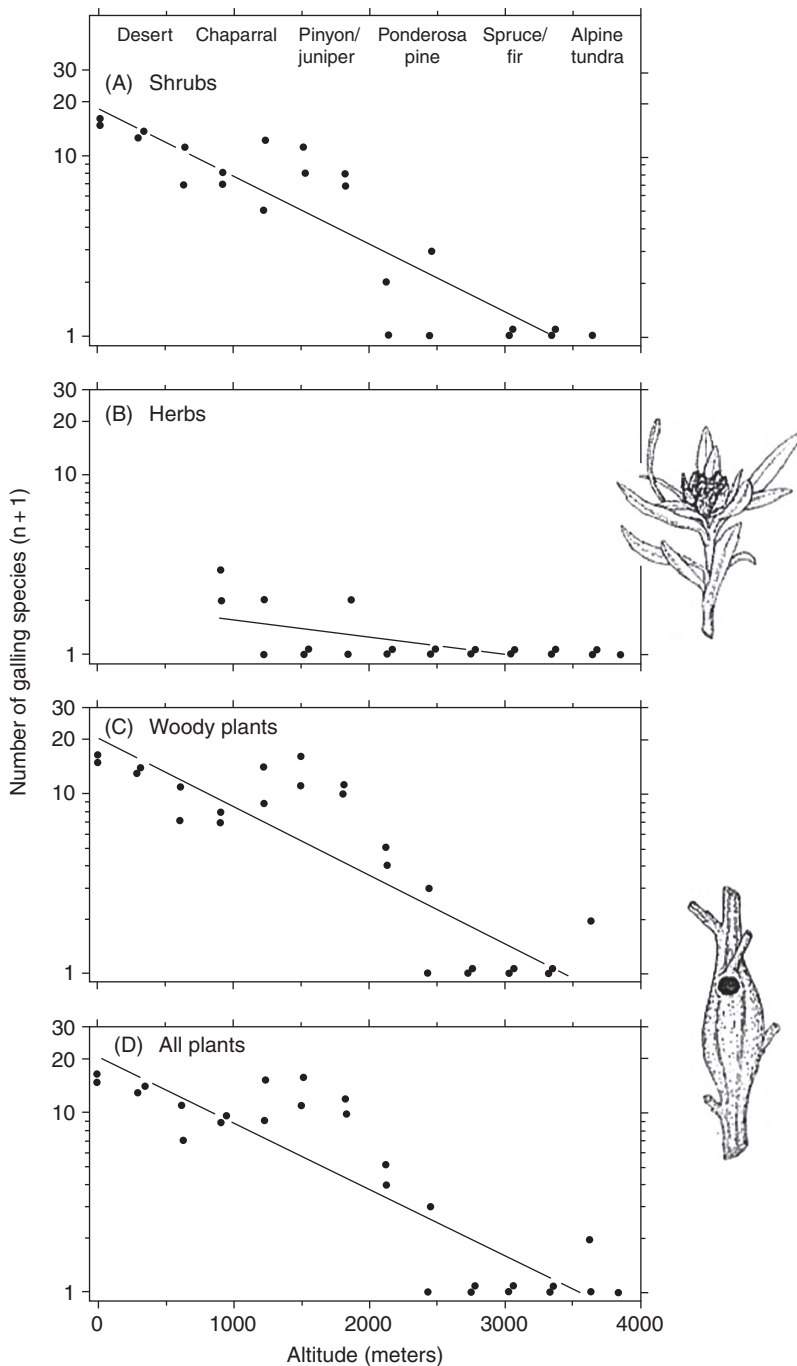 Desert Chaparral Pinyon/ Ponderosa Spruce/ Alpine
juniper pine fir tundra
30
(A) Shrubs
20
10
1
30
(B) Herbs
20
10
1
30
(C) Woody plants
20
10
1
30
(D) All plants
20
10
1
0 1000 2000 3000 4000
Altitude (meters)
Number of galling species (n + 1)